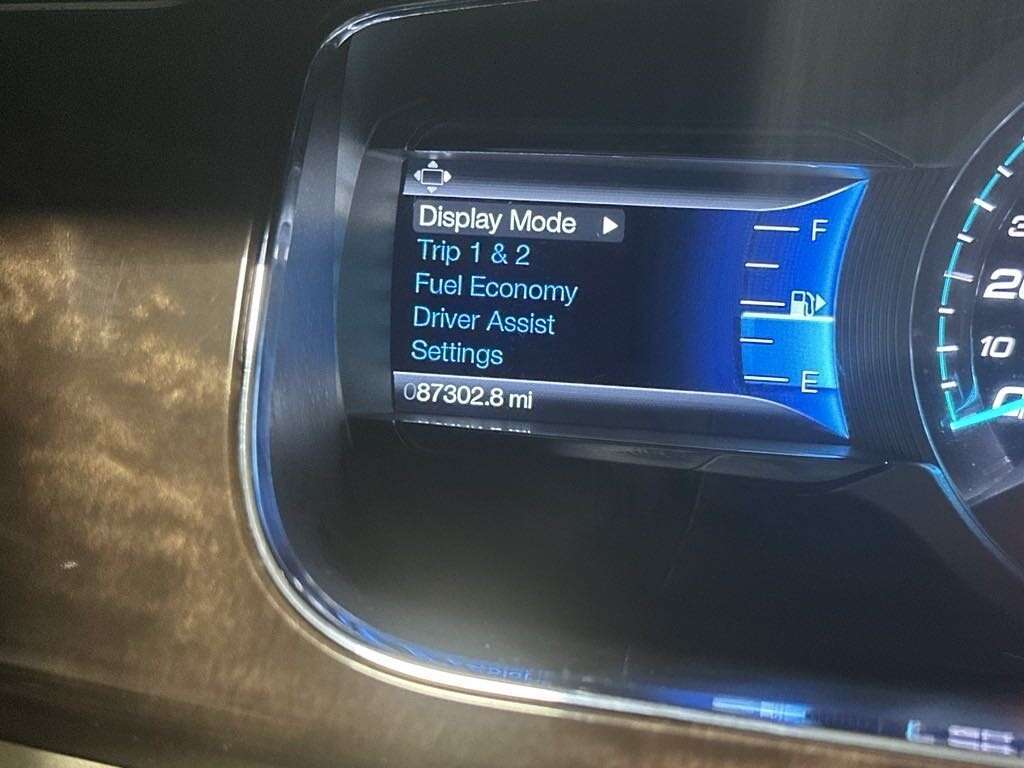 Display Mode
Trip 1 & 2
Fuel Economy
Driver Assist
Settings
087302.8 mi
F
E
10